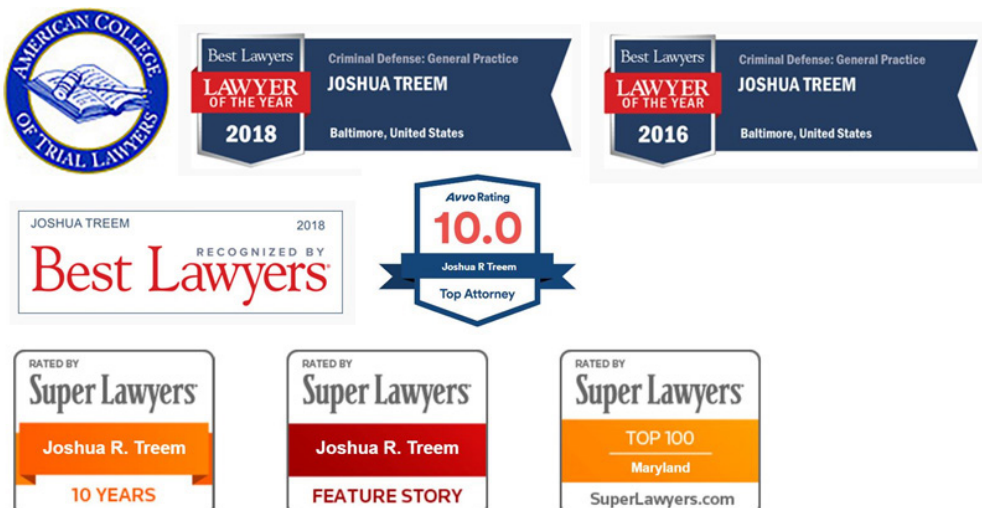 AMERICAN COLLEGE
OF TRIAL LAWYERS
Best Lawyers
LAWYER
OF THE YEAR
2018
Criminal Defense: General Practice
JOSHUA TREEM
Baltimore, United States
Best Lawyers
LAWYER
OF THE YEAR
2016
Criminal Defense: General Practice
JOSHUA TREEM
Baltimore, United States
JOSHUA TREEM 2018
RECOGNIZED BY
Best Lawyers
Avvo Rating
10.0
Joshua R Treem
Top Attorney
RATED BY
Super Lawyers
Joshua R. Treem
10 YEARS
RATED BY
Super Lawyers
Joshua R. Treem
FEATURE STORY
RATED BY
Super Lawyers
TOP 100
Maryland
SuperLawyers.com